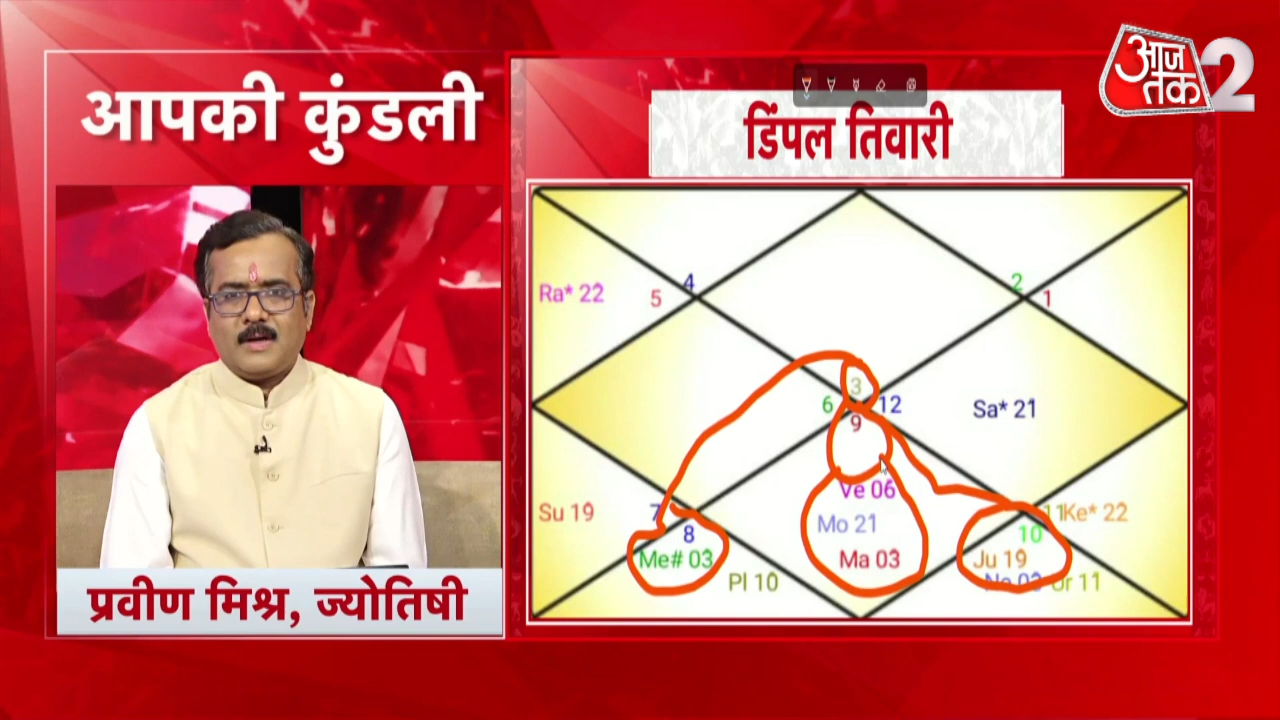 आपकी कुंडली
आज
तक 2
डिंपल तिवारी
4
2
Ra* 22
5
1
3
6
12
9
Sa* 21
Ve 06
Su 19
7
11
Ke* 22
Mo 21
8
10
Me# 03
Ma 03
Ju 19
Pl 10
Ur 11
प्रवीण मिश्र, ज्योतिषी